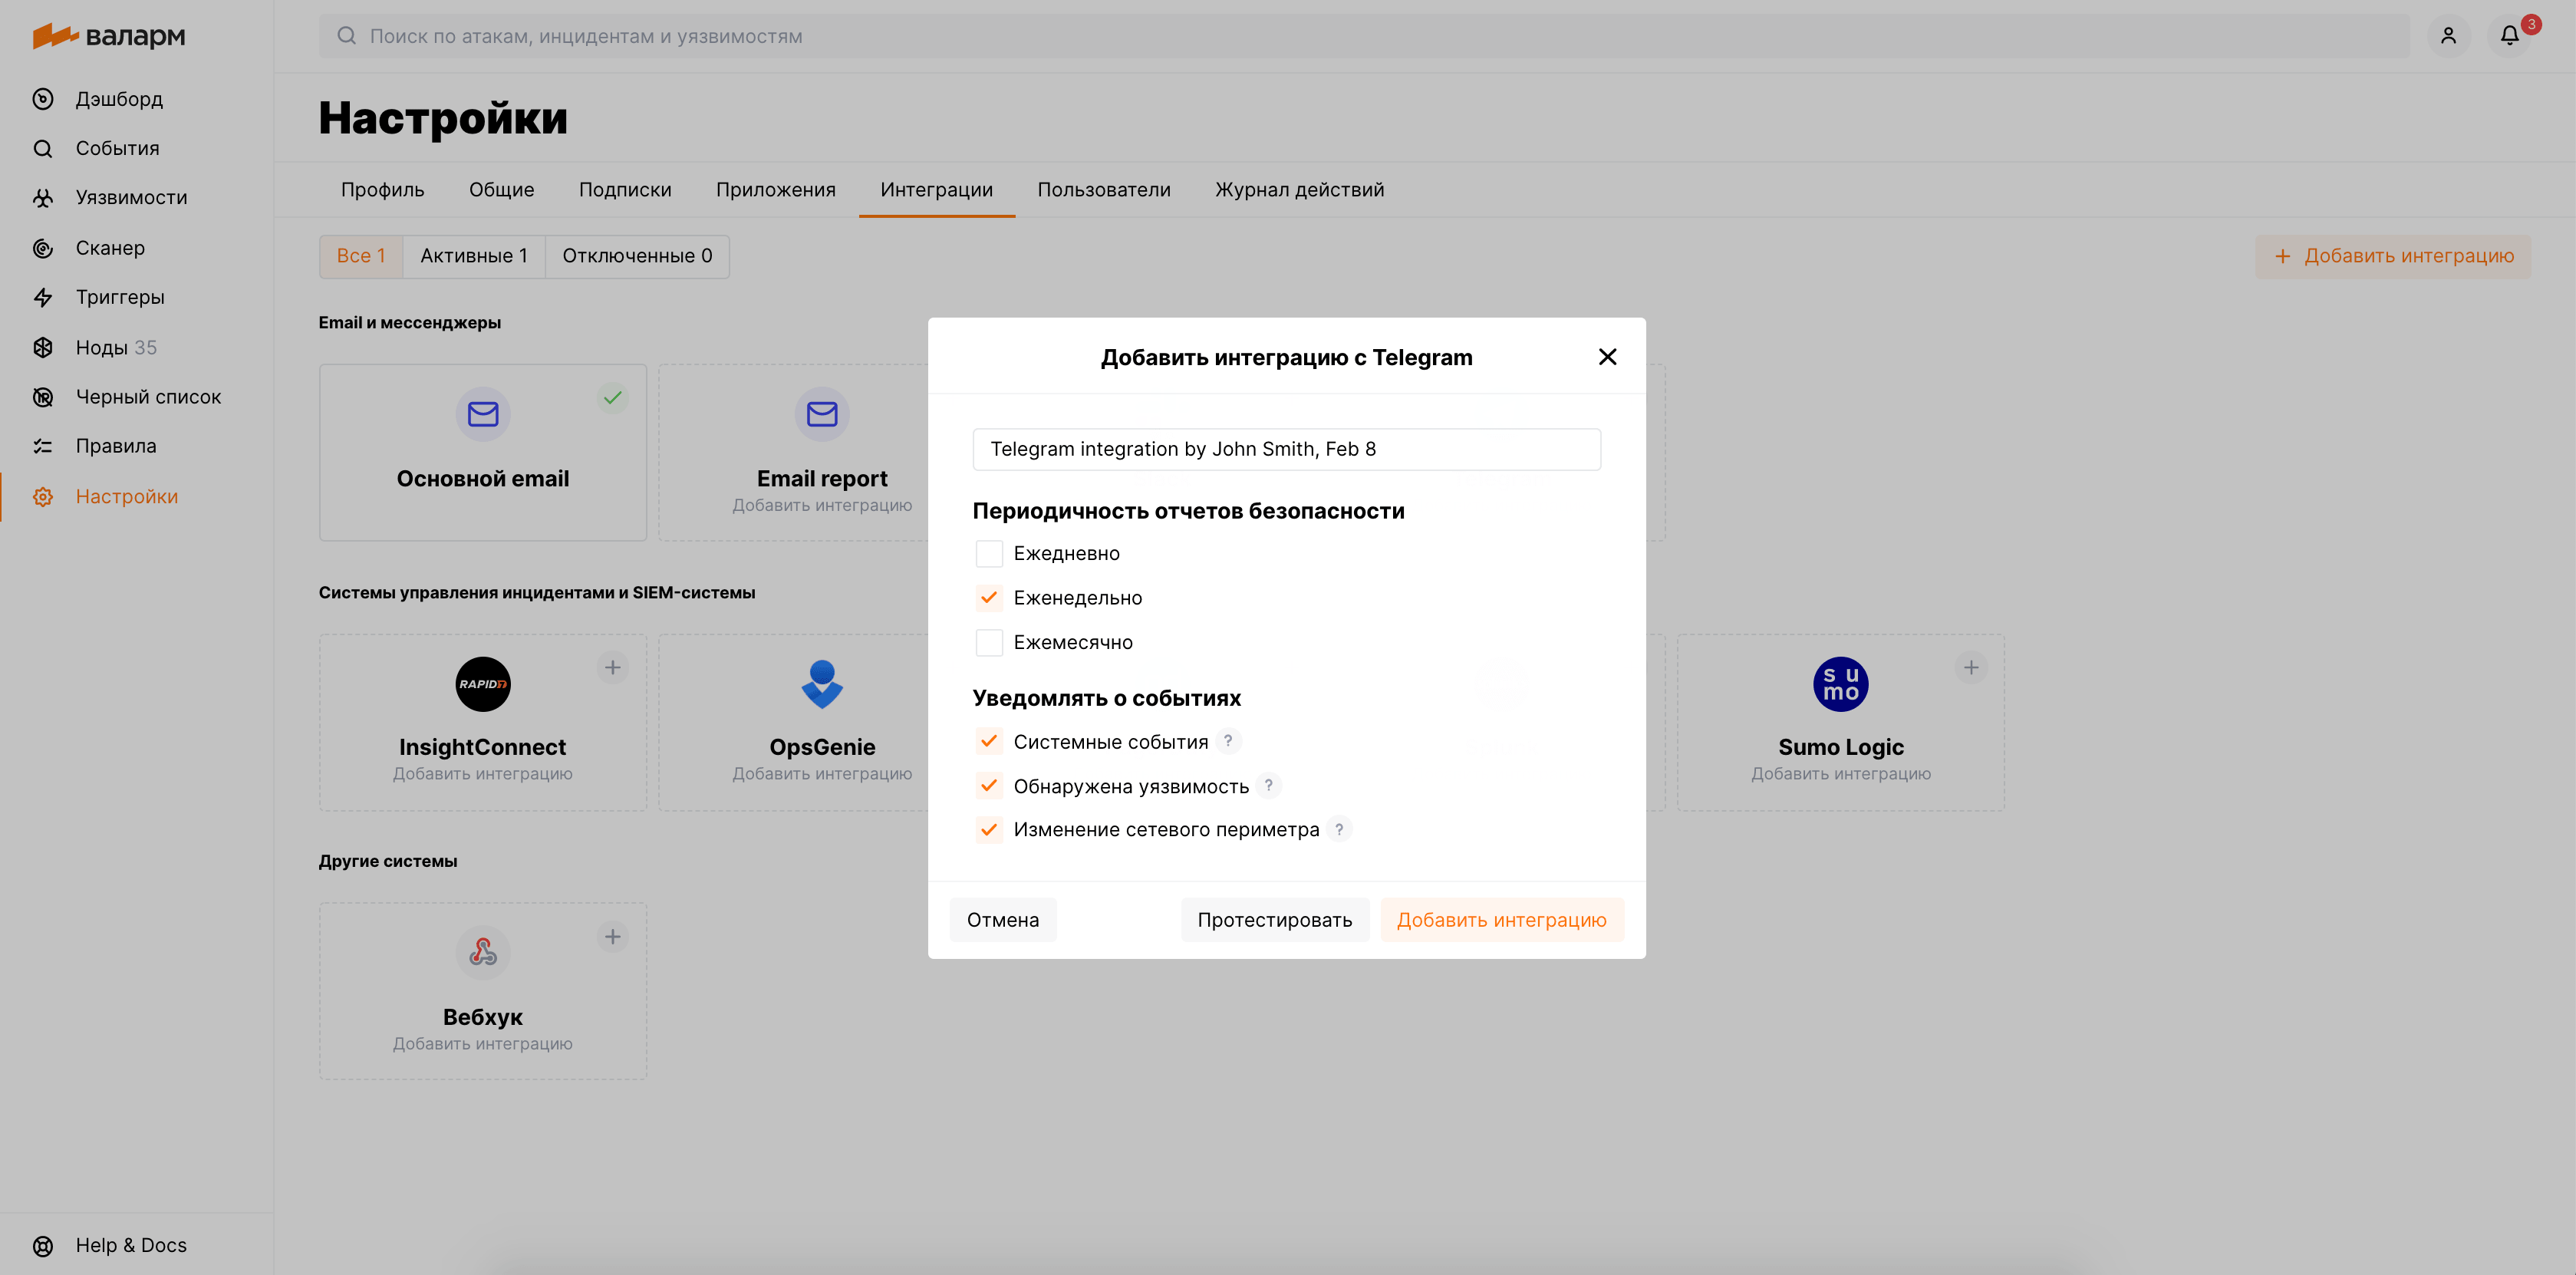 валарм
Поиск по атакам, инцидентам и уязвимостям
3
Дэшборд
События
Уязвимости
Сканер
Триггеры
Ноды 35
Черный список
Правила
Настройки
Help & Docs
Настройки
Профиль Общие Подписки Приложения Интеграции Пользователи Журнал действий
Все 1 Активные 1 Отключенные 0
+ Добавить интеграцию
Email и мессенджеры
Основной email
Email report
Добавить интеграцию
Системы управления инцидентами и SIEM-системы
RAPID7
InsightConnect
Добавить интеграцию
OpsGenie
Добавить интеграцию
su
mo
Sumo Logic
Добавить интеграцию
Другие системы
Вебхук
Добавить интеграцию
Добавить интеграцию с Telegram
Telegram integration by John Smith, Feb 8
Периодичность отчетов безопасности
Ежедневно
Еженедельно
Ежемесячно
Уведомлять о событиях
Системные события ?
Обнаружена уязвимость ?
Изменение сетевого периметра ?
Отмена Протестировать Добавить интеграцию